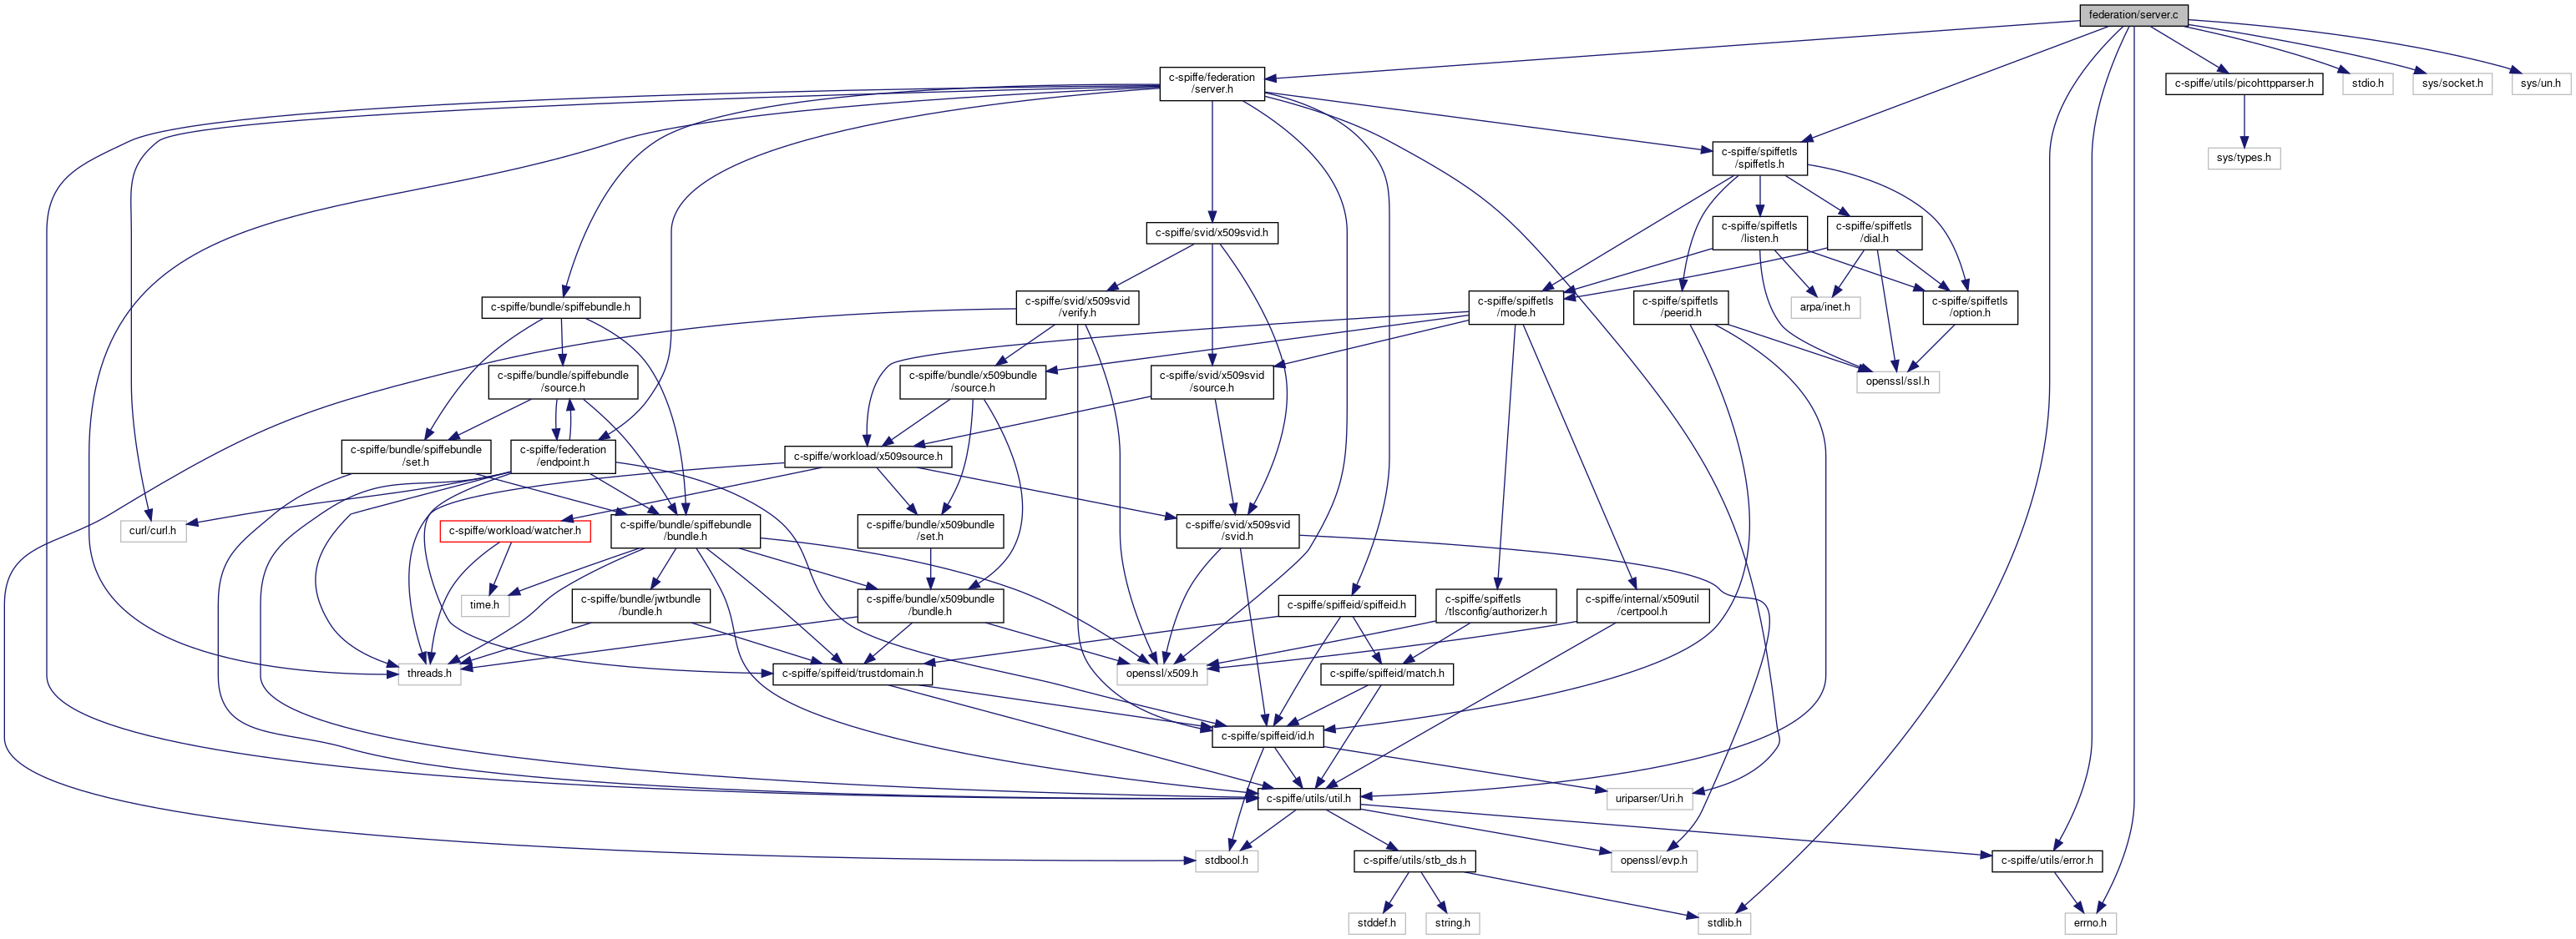 federation/server.c
c-spiffe/federation
/server.h
c-spiffe/utils/picohttpparser.h
stdio.h
sys/socket.h
sys/un.h
c-spiffe/spiffetls
/spiffetls.h
sys/types.h
c-spiffe/svid/x509svid.h
c-spiffe/spiffetls
/listen.h
c-spiffe/spiffetls
/dial.h
c-spiffe/bundle/spiffebundle.h
c-spiffe/svid/x509svid
/verify.h
c-spiffe/spiffetls
/mode.h
c-spiffe/spiffetls
/peerid.h
arpa/inet.h
c-spiffe/spiffetls
/option.h
c-spiffe/bundle/spiffebundle
/source.h
c-spiffe/bundle/x509bundle
/source.h
c-spiffe/svid/x509svid
/source.h
openssl/ssl.h
c-spiffe/bundle/spiffebundle
/set.h
c-spiffe/federation
/endpoint.h
c-spiffe/workload/x509source.h
curl/curl.h
c-spiffe/workload/watcher.h
c-spiffe/bundle/spiffebundle
/bundle.h
c-spiffe/bundle/x509bundle
/set.h
c-spiffe/svid/x509svid
/svid.h
time.h
c-spiffe/bundle/jwtbundle
/bundle.h
c-spiffe/bundle/x509bundle
/bundle.h
c-spiffe/spiffeid/spiffeid.h
c-spiffe/spiffetls
/tlsconfig/authorizer.h
c-spiffe/internal/x509util
/certpool.h
threads.h
c-spiffe/spiffeid/trustdomain.h
openssl/x509.h
c-spiffe/spiffeid/match.h
c-spiffe/spiffeid/id.h
c-spiffe/utils/util.h
uriparser/Uri.h
stdbool.h
c-spiffe/utils/stb_ds.h
openssl/evp.h
c-spiffe/utils/error.h
stddef.h
string.h
stdlib.h
errno.h